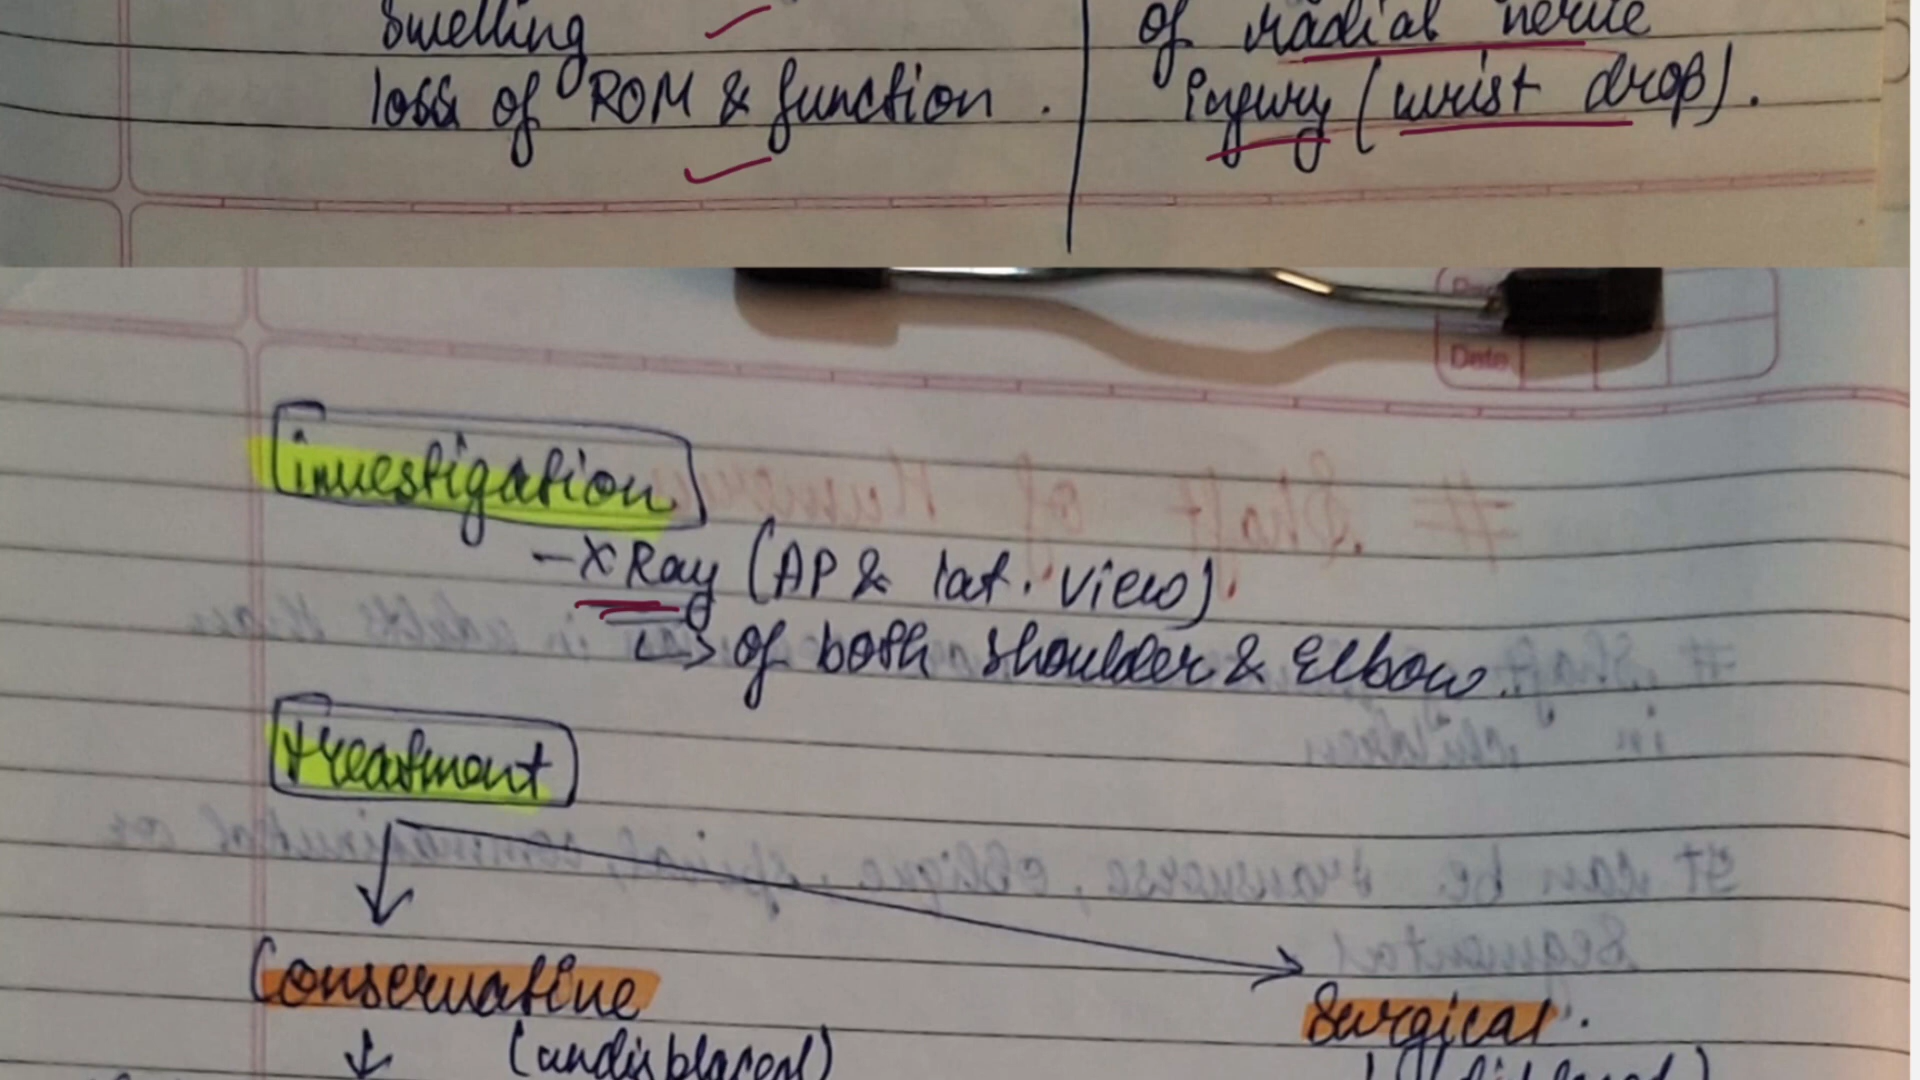 Swelling
loss of ROM & function.
of radial nerve
injury (wrist drop).
Date
investigation
- X Ray (AP & lat. view).
↳ of both shoulder & Elbow.
treatment
Conservative
(undisplaced)
Surgical.